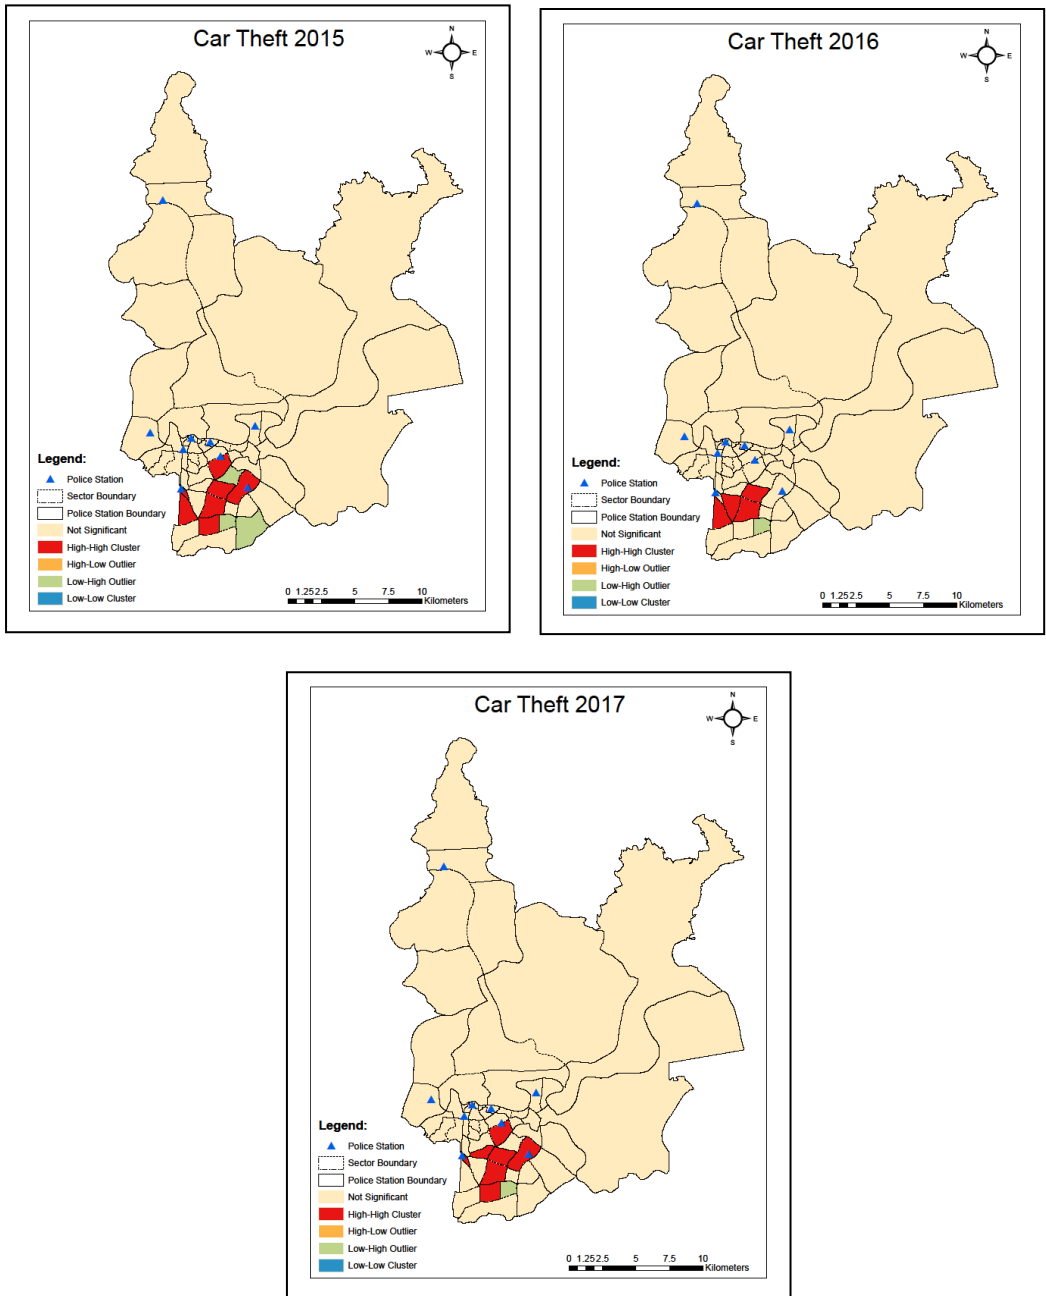 Car Theft 2015
N
W E
S
Legend:
Police Station
Sector Boundary
Police Station Boundary
Not Significant
High-High Cluster
High-Low Outlier
Low-High Outlier
Low-Low Cluster
0 1.25 2.5 5 7.5 10
Kilometers
Car Theft 2016
N
W E
S
Legend:
Police Station
Sector Boundary
Police Station Boundary
Not Significant
High-High Cluster
High-Low Outlier
Low-High Outlier
Low-Low Cluster
0 1.25 2.5 5 7.5 10
Kilometers
Car Theft 2017
N
W E
S
Legend:
Police Station
Sector Boundary
Police Station Boundary
Not Significant
High-High Cluster
High-Low Outlier
Low-High Outlier
Low-Low Cluster
0 1.25 2.5 5 7.5 10
Kilometers